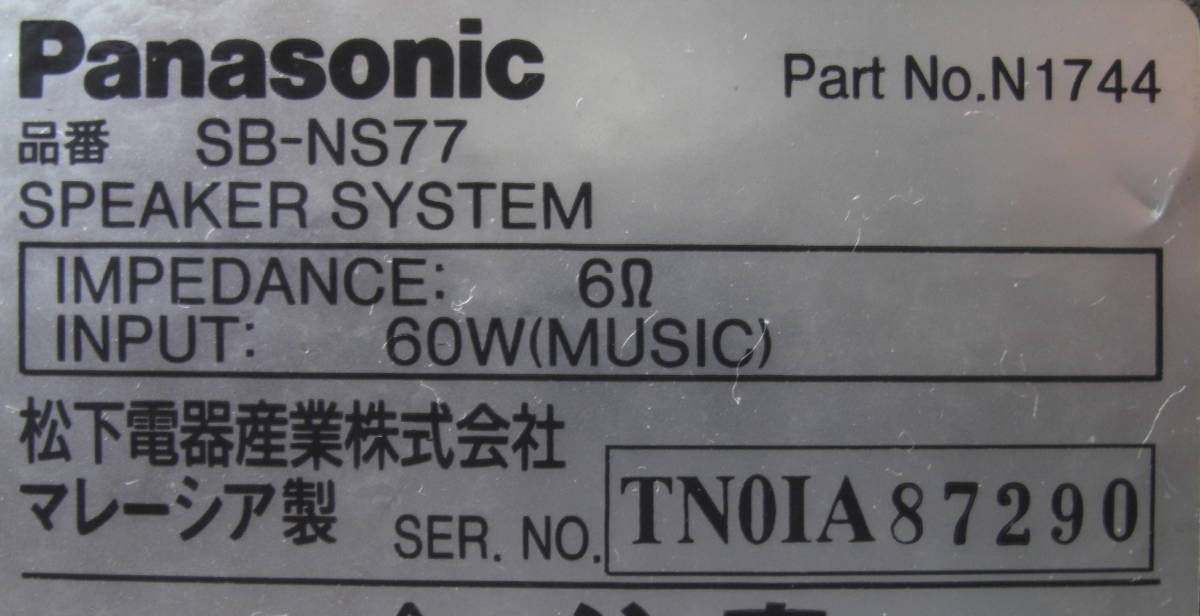 Panasonic
Part No.N1744
品番 SB-NS77
SPEAKER SYSTEM
IMPEDANCE: 6Ω
INPUT: 60W(MUSIC)
松下電器産業株式会社
マレーシア製
SER. NO. TN0IA87290